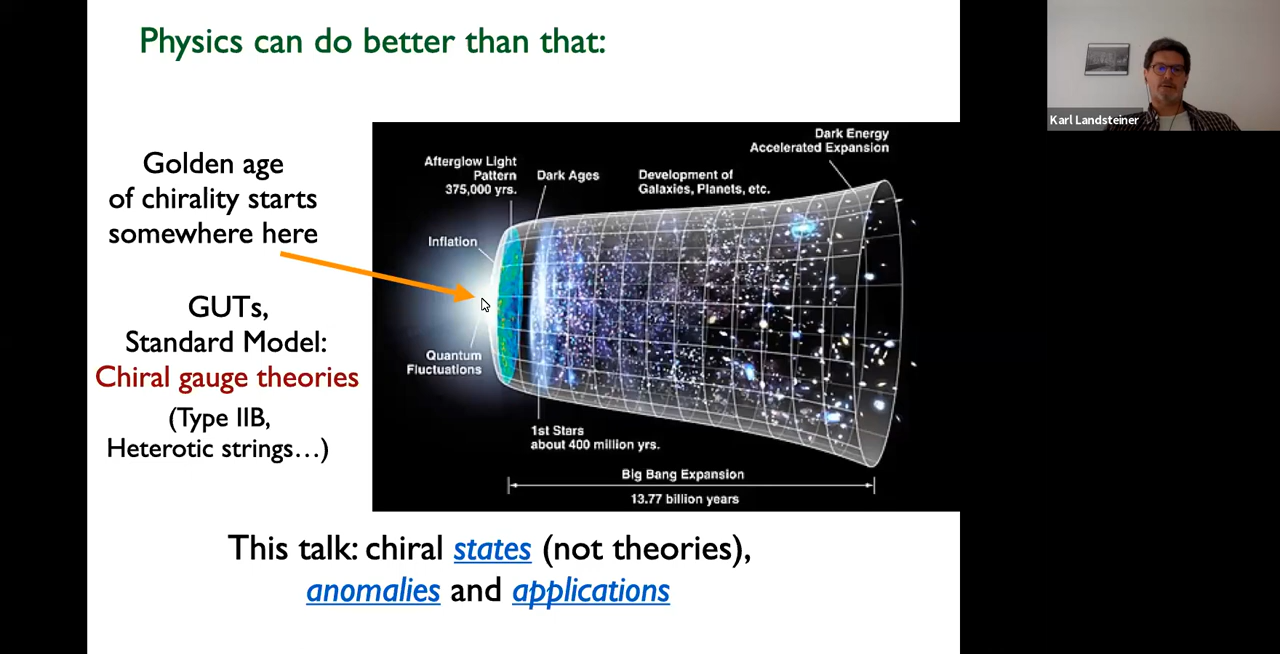 Physics can do better than that:
Karl Landsteiner
Golden age
of chirality starts
somewhere here
GUTs,
Standard Model:
Chiral gauge theories
(Type IIB,
Heterotic strings...)
Dark Energy
Accelerated Expansion
Afterglow Light
Pattern
375,000 yrs.
Dark Ages
Development of
Galaxies, Planets, etc.
Inflation
Quantum
Fluctuations
1st Stars
about 400 million yrs.
Big Bang Expansion
13.77 billion years
This talk: chiral states (not theories),
anomalies and applications